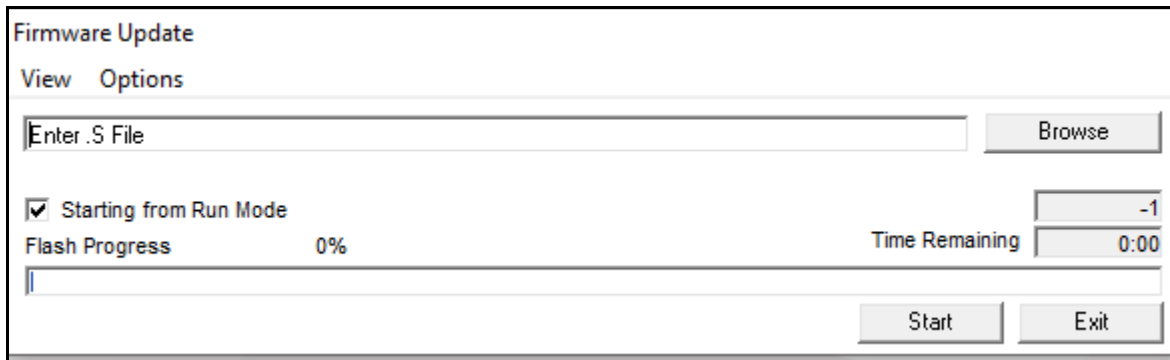 Firmware Update
View Options
Enter .S File
Browse
Starting from Run Mode
-1
Flash Progress 0% Time Remaining 0:00
Start Exit